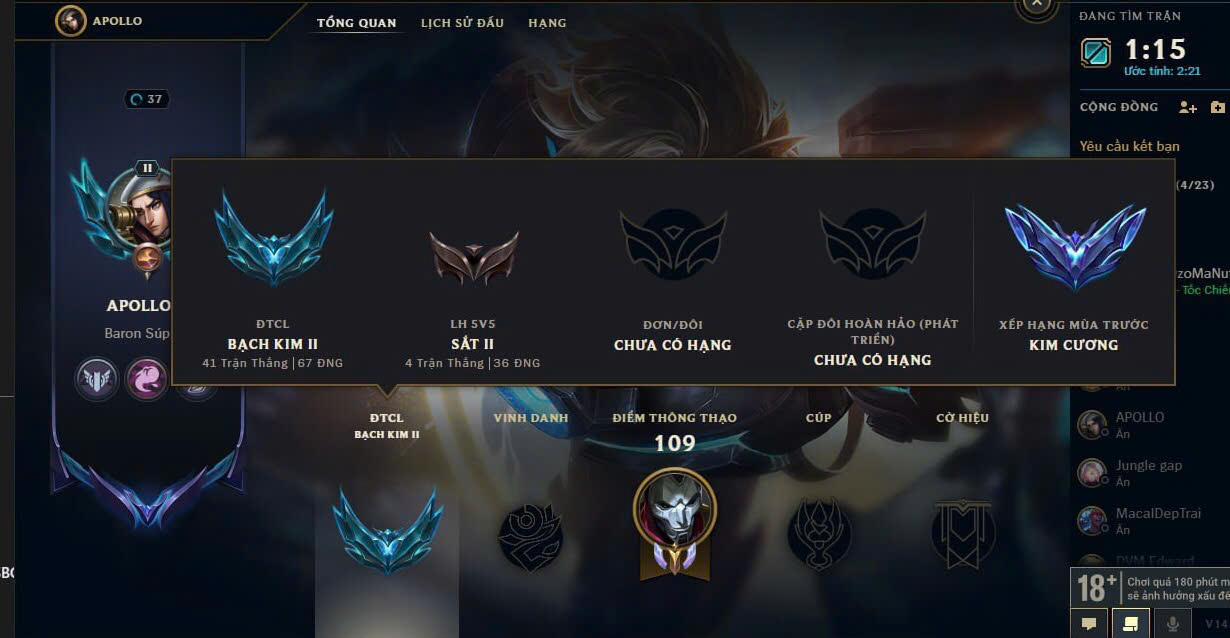 APOLLO
TỔNG QUAN
LỊCH SỬ ĐẤU
HẠNG
ĐANG TÌM TRẬN
1:15
Ước tính: 2:21
37
CỘNG ĐỒNG
Yêu cầu kết bạn
II
(4/23)
APOLLO
Baron Súp
ĐTCL
BẠCH KIM II
41 Trận Thắng | 67 ĐNG
LH 5V5
SẮT II
4 Trận Thắng | 36 ĐNG
ĐƠN/ĐÔI
CHƯA CÓ HẠNG
CẶP ĐÔI HOÀN HẢO (PHÁT
TRIỂN)
CHƯA CÓ HẠNG
XẾP HẠNG MÙA TRƯỚC
KIM CƯƠNG
zoMaNu
- Tốc Chiế
ĐTCL
BẠCH KIM II
VINH DANH
ĐIỂM THÔNG THẠO
109
CÚP
CỜ HIỆU
Ẩn
APOLLO
Ẩn
Jungle gap
Ẩn
MacalDepTrai
Ẩn
DVM Edward
18+
Chơi quá 180 phút m
sẽ ảnh hưởng xấu đế
V14